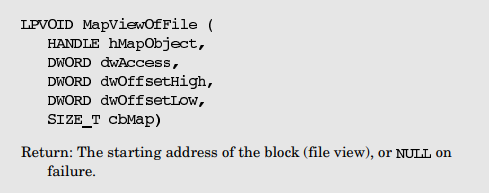 LPVOID MapViewOfFile (
HANDLE hMapObject,
DWORD dwAccess,
DWORD dwOffsetHigh,
DWORD dwOffsetLow,
SIZE_T cbMap)
Return: The starting address of the block (file view), or NULL on
failure.